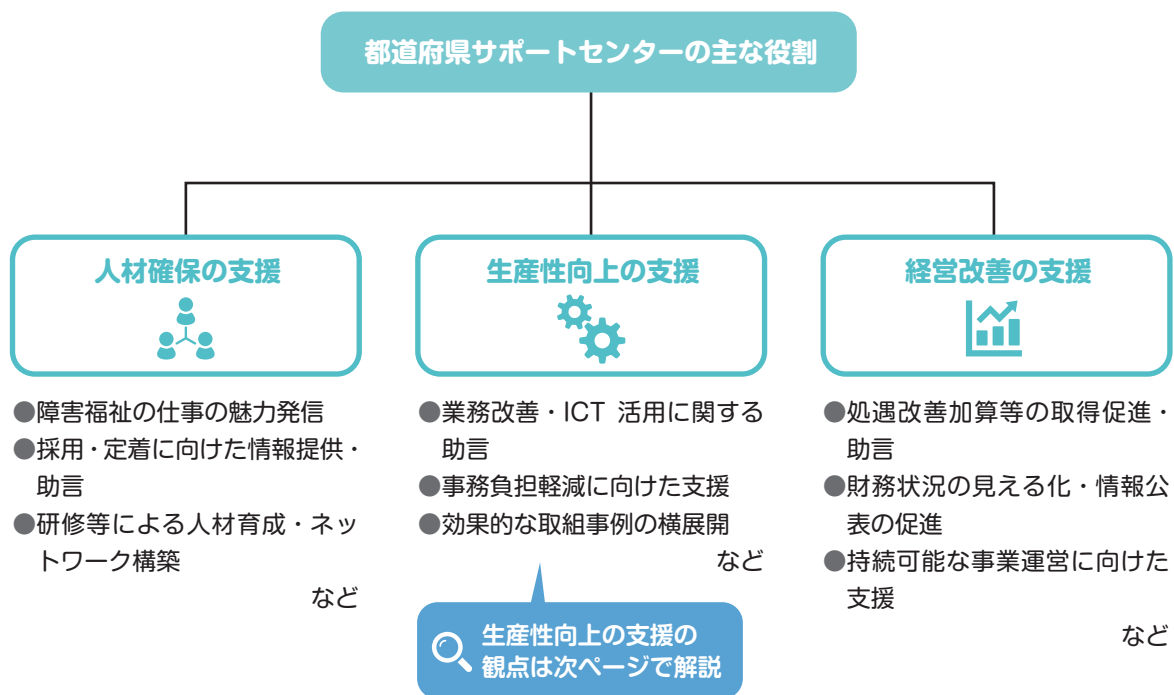 都道府県サポートセンターの主な役割
人材確保の支援
●障害福祉の仕事の魅力発信
●採用・定着に向けた情報提供・
助言
●研修等による人材育成・ネッ
トワーク構築
など
生産性向上の支援
●業務改善・ICT 活用に関する
助言
●事務負担軽減に向けた支援
●効果的な取組事例の横展開
など
生産性向上の支援の
観点は次ページで解説
経営改善の支援
●処遇改善加算等の取得促進・
助言
●財務状況の見える化・情報公
表の促進
●持続可能な事業運営に向けた
支援
など